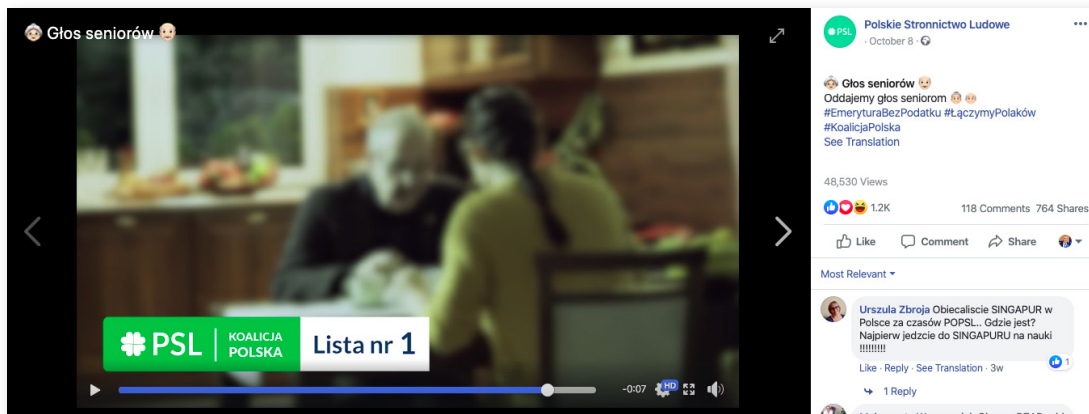 👵🏻 Głos seniorów 👴🏻
PSL
KOALICJA
POLSKA
Lista nr 1
-0:07
HD
PSL
Polskie Stronnictwo Ludowe
· October 8 ·
👵🏻 Głos seniorów 👴🏻
Oddajemy głos seniorom 👵🏻 👴🏻
#EmeryturaBezPodatku #ŁączymyPolaków
#KoalicjaPolska
See Translation
48,530 Views
1.2K
118 Comments 764 Shares
Like Comment Share
Most Relevant
Urszula Zbroja Obiecaliscie SINGAPUR w
Polsce za czasów POPSL.. Gdzie jest?
Najpierw jedzcie do SINGAPURU na nauki
!!!!!!!!!
1
Like · Reply · See Translation · 3w
1 Reply